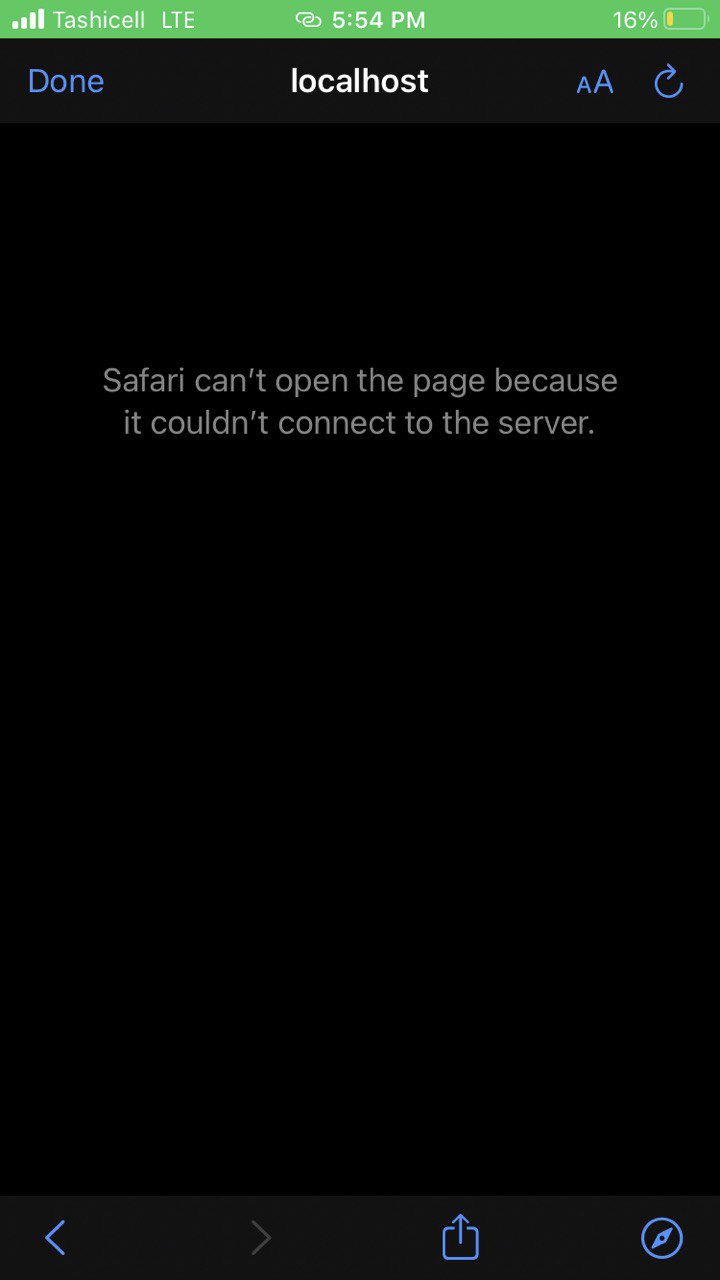 Tashicell LTE 5:54 PM 16%
Done localhost AA
Safari can’t open the page because
it couldn’t connect to the server.